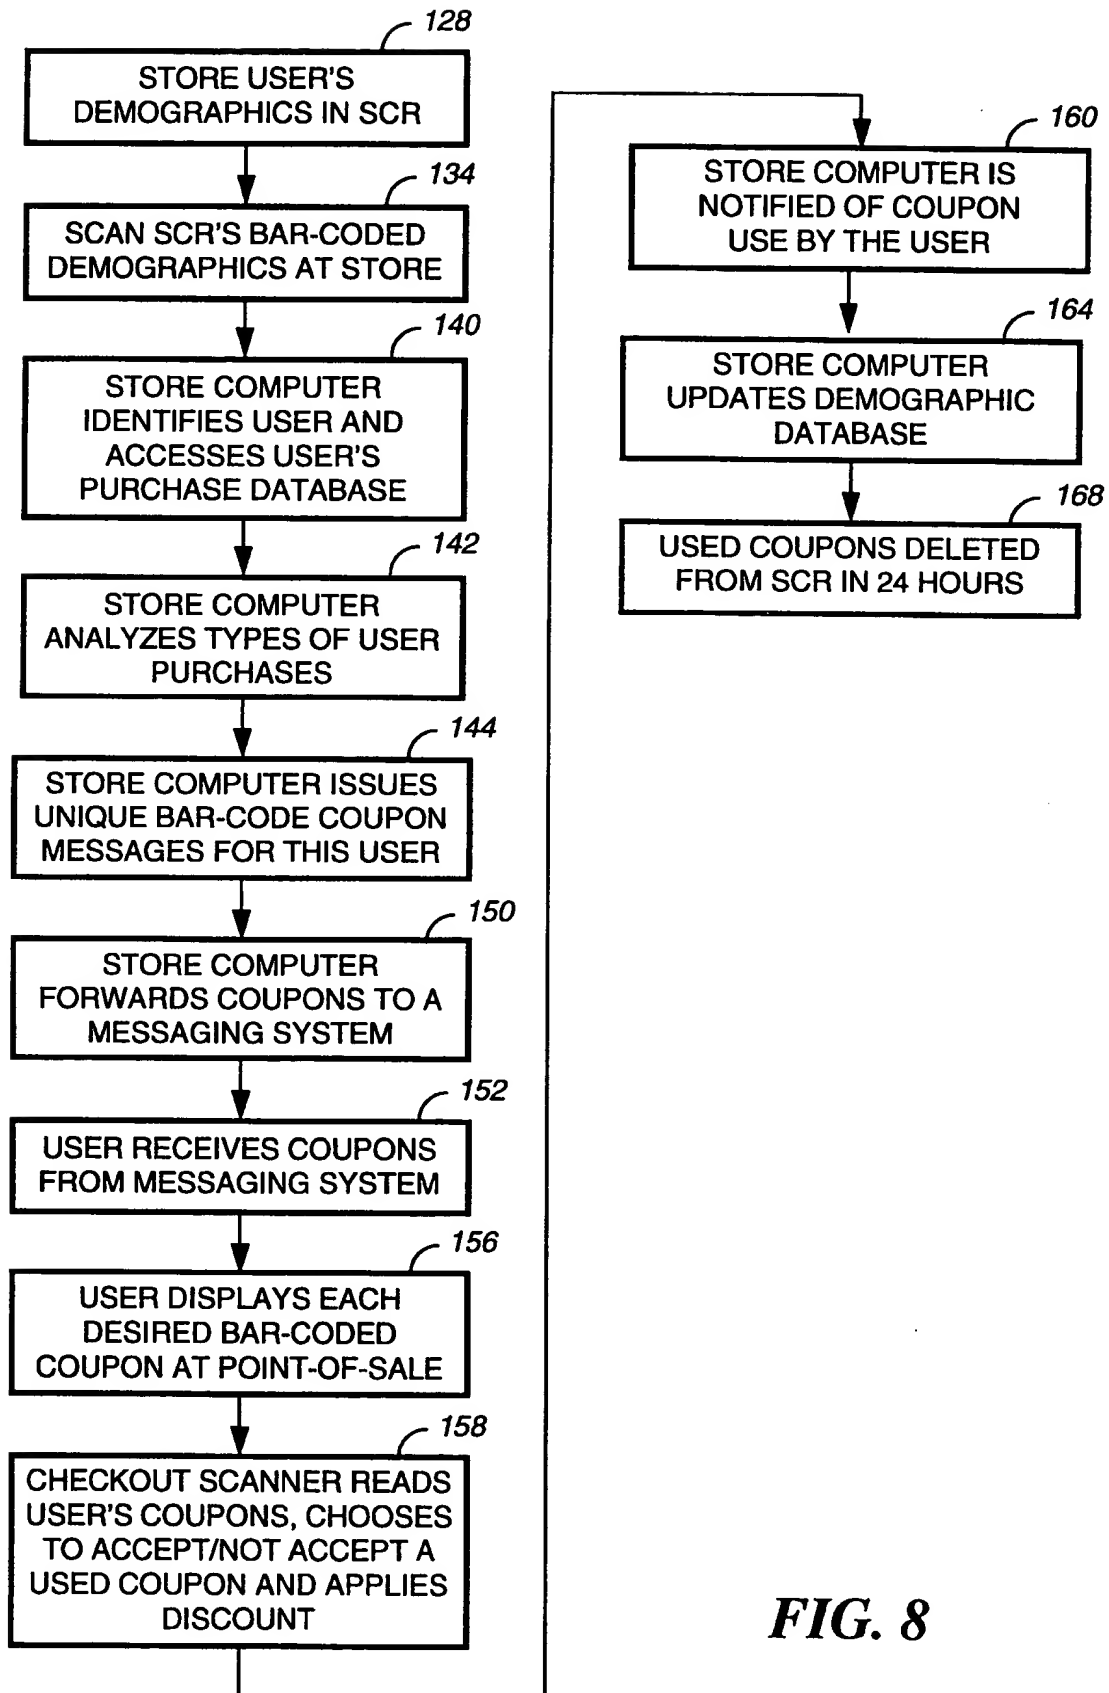 128
STORE USER'S
DEMOGRAPHICS IN SCR
134
SCAN SCR'S BAR-CODED
DEMOGRAPHICS AT STORE
140
STORE COMPUTER
IDENTIFIES USER AND
ACCESSES USER'S
PURCHASE DATABASE
142
STORE COMPUTER
ANALYZES TYPES OF USER
PURCHASES
144
STORE COMPUTER ISSUES
UNIQUE BAR-CODE COUPON
MESSAGES FOR THIS USER
150
STORE COMPUTER
FORWARDS COUPONS TO A
MESSAGING SYSTEM
152
USER RECEIVES COUPONS
FROM MESSAGING SYSTEM
156
USER DISPLAYS EACH
DESIRED BAR-CODED
COUPON AT POINT-OF-SALE
158
CHECKOUT SCANNER READS
USER'S COUPONS, CHOOSES
TO ACCEPT/NOT ACCEPT A
USED COUPON AND APPLIES
DISCOUNT
160
STORE COMPUTER IS
NOTIFIED OF COUPON
USE BY THE USER
164
STORE COMPUTER
UPDATES DEMOGRAPHIC
DATABASE
168
USED COUPONS DELETED
FROM SCR IN 24 HOURS
FIG. 8